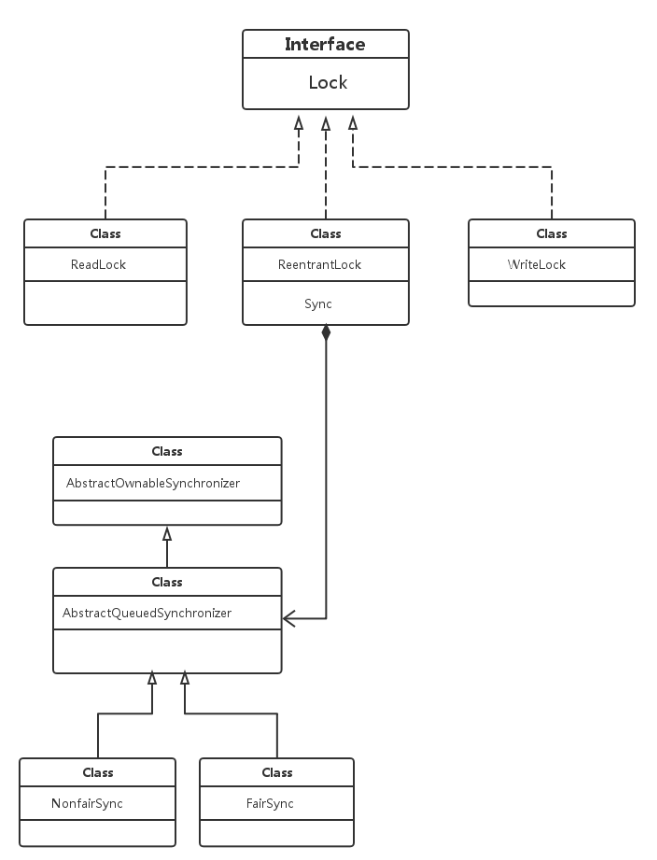 Interface
Lock
Class
ReadLock
Class
ReentrantLock
Sync
Class
WriteLock
Class
AbstractOwnableSynchronizer
Class
AbstractQueuedSynchronizer
Class
NonfairSync
Class
FairSync